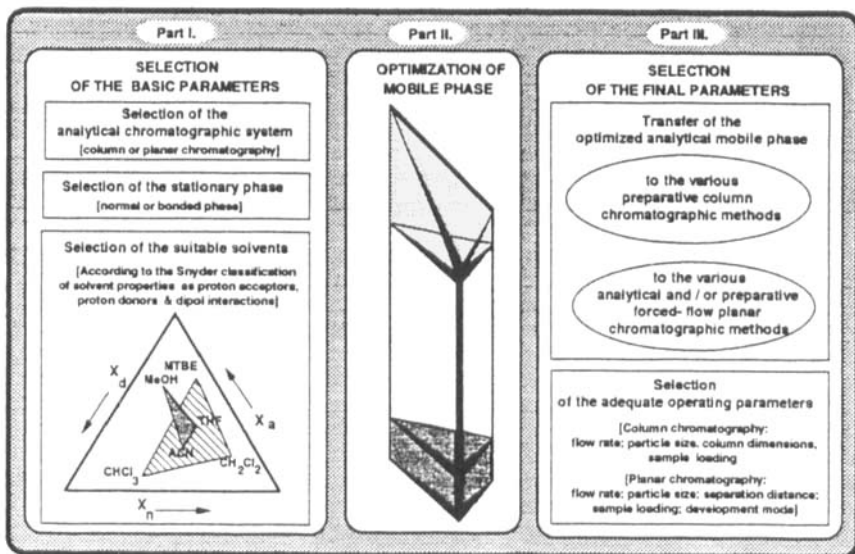 Part I.
SELECTION
OF THE BASIC PARAMETERS
Selection of the
analytical chromatographic system
[column or planar chromatography]
Selection of the stationary phase
[normal or bonded phase]
Selection of the suitable solvents
[According to the Snyder classification
of solvent properties as proton acceptors,
proton donors & dipol interactions]
MTBE
MeOH
X_d
X_a
THF
ACN
CHCl_3
CH_2Cl_2
X_n
Part II.
OPTIMIZATION OF
MOBILE PHASE
Part III.
SELECTION
OF THE FINAL PARAMETERS
Transfer of the
optimized analytical mobile phase
to the various
preparative column
chromatographic methods
to the various
analytical and / or preparative
forced- flow planar
chromatographic methods
Selection
of the adequate operating parameters
[Column chromatography:
flow rate; particle size, column dimensions,
sample loading
[Planar chromatography:
flow rate; particle size; separation distance;
sample loading; development mode]